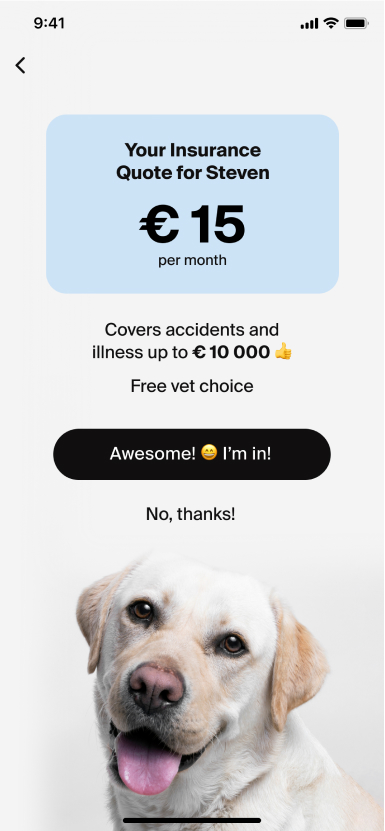 9:41
Your Insurance
Quote for Steven
€ 15
per month
Covers accidents and
illness up to € 10 000 👍
Free vet choice
Awesome! 😄 I'm in!
No, thanks!